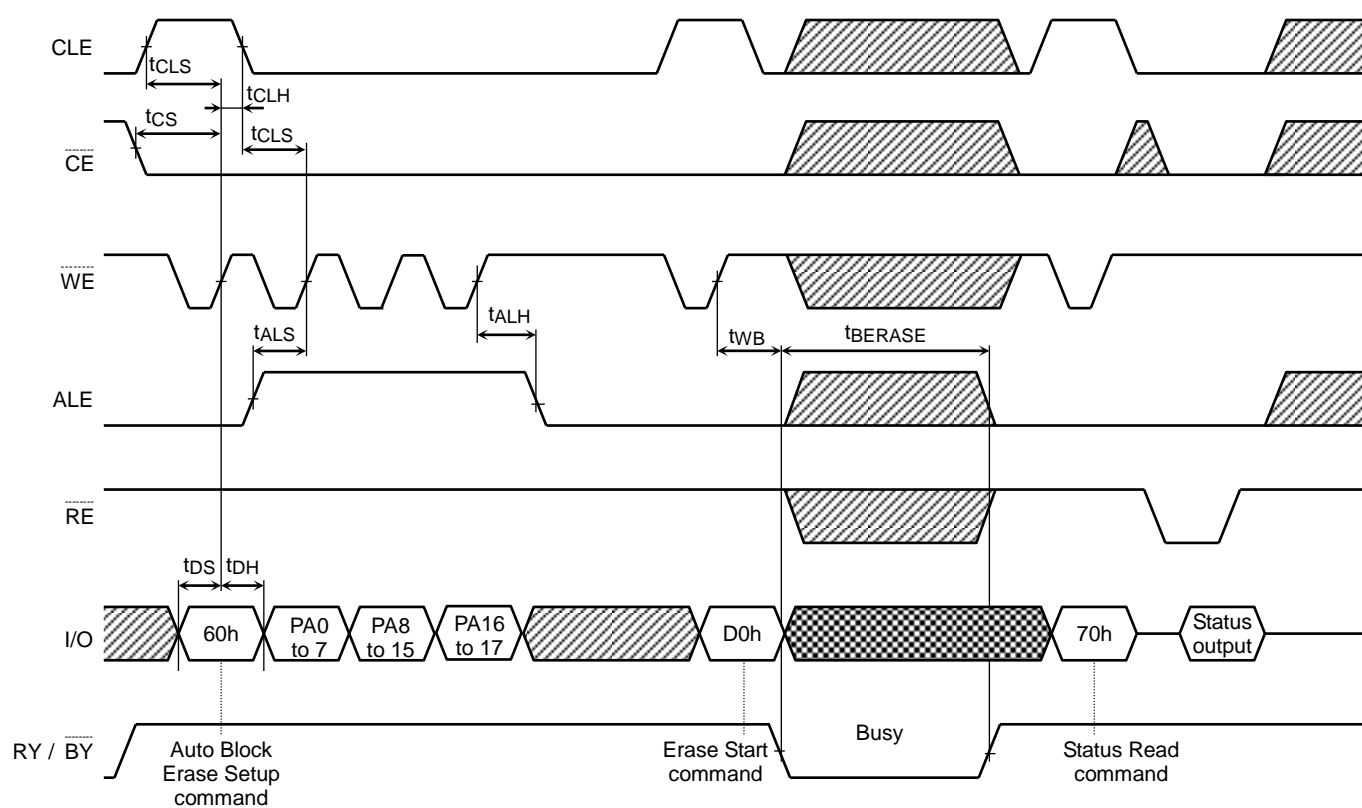 CLE
tCLS
tCLH
tCS
tCLS
CE
WE
tALS
tALH
tWB
tBERASE
ALE
RE
tDS
tDH
I/O
60h
PA0
to 7
PA8
to 15
PA16
to 17
D0h
70h
Status
output
RY / BY
Busy
Auto Block
Erase Setup
command
Erase Start
command
Status Read
command